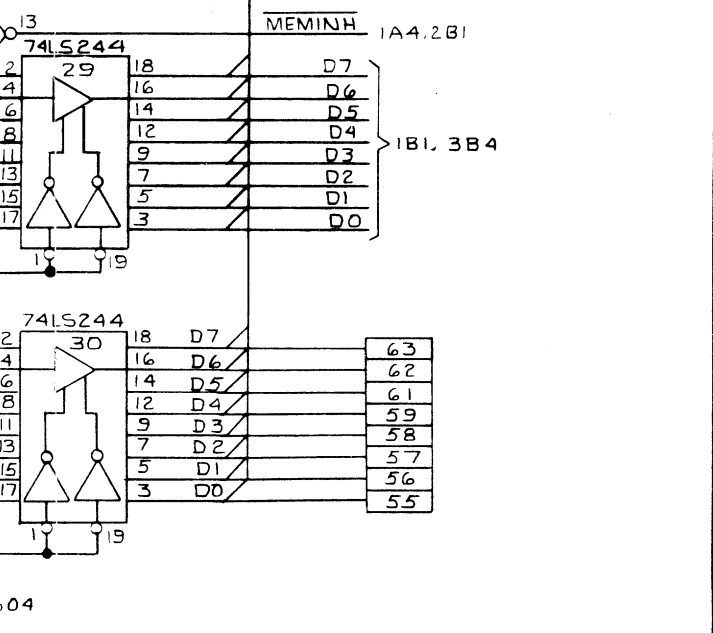 13 MEMINH 1A4,2B1
74LS244
29
2 18 D7
4 16 D6
6 14 D5
8 12 D4
11 9 D3
13 7 D2
15 5 D1
17 3 D0
1B1, 3B4
1 19
74LS244
30
2 18 D7 63
4 16 D6 62
6 14 D5 61
8 12 D4 59
11 9 D3 58
13 7 D2 57
15 5 D1 56
17 3 D0 55
1 19
04